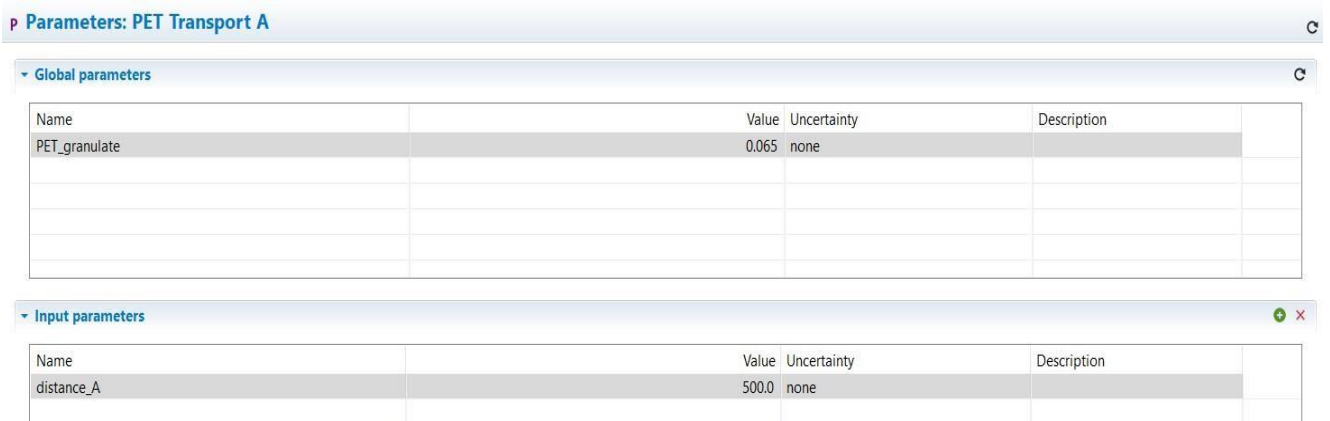 P Parameters: PET Transport A
Global parameters
Name Value Uncertainty Description
PET_granulate 0.065 none
Input parameters
Name Value Uncertainty Description
distance_A 500.0 none